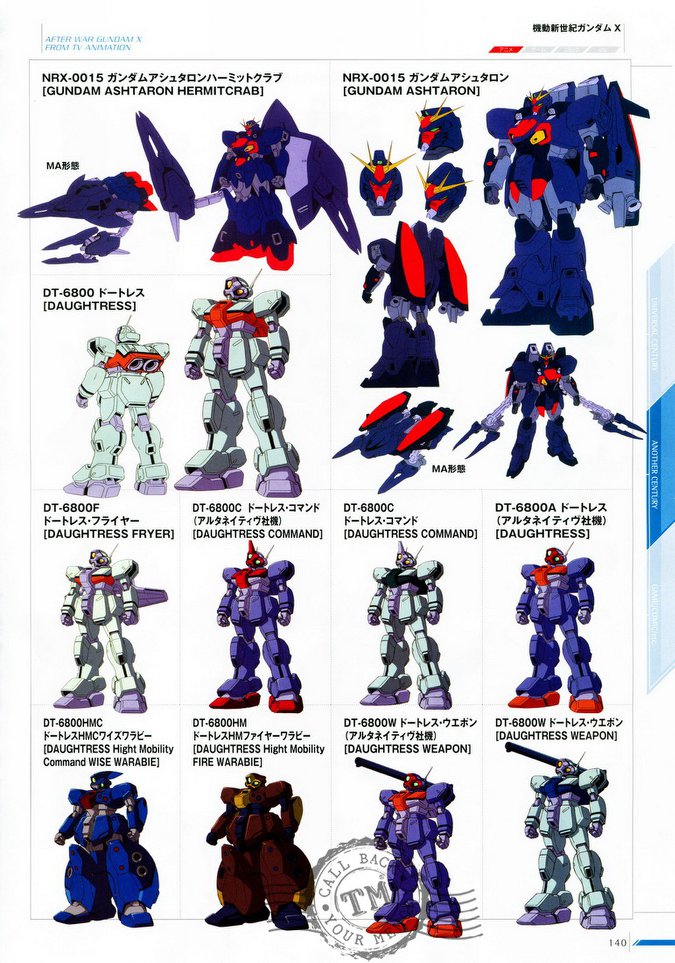 AFTER WAR GUNDAM X
FROM TV ANIMATION
機動新世紀ガンダム X
アニメ
NRX-0015 ガンダムアシュタロンハーミットクラブ
[GUNDAM ASHTARON HERMITCRAB]
MA形態
NRX-0015 ガンダムアシュタロン
[GUNDAM ASHTARON]
MA形態
DT-6800 ドートレス
[DAUGHTRESS]
DT-6800F
ドートレス・フライヤー
[DAUGHTRESS FRYER]
DT-6800C ドートレス・コマンド
(アルタネイティヴ社機)
[DAUGHTRESS COMMAND]
DT-6800C
ドートレス・コマンド
[DAUGHTRESS COMMAND]
DT-6800A ドートレス
(アルタネイティヴ社機)
[DAUGHTRESS]
DT-6800HMC
ドートレスHMCワイズワラビー
[DAUGHTRESS Hight Mobility
Command WISE WARABIE]
DT-6800HM
ドートレスHMファイヤーワラビー
[DAUGHTRESS Hight Mobility
FIRE WARABIE]
DT-6800W ドートレス・ウエポン
(アルタネイティヴ社機)
[DAUGHTRESS WEAPON]
DT-6800W ドートレス・ウエポン
[DAUGHTRESS WEAPON]
UNIVERSAL CENTURY
ANOTHER CENTURY
CALL BACK
TM
YOUR
140